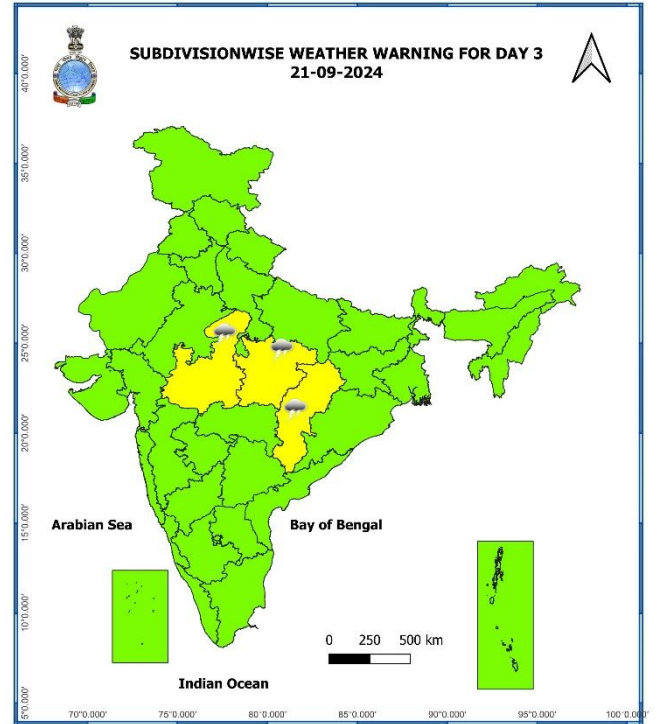 SUBDIVISIONWISE WEATHER WARNING FOR DAY 3
21-09-2024
40°0.000'
35°0.000'
30°0.000'
25°0.000'
20°0.000'
15°0.000'
10°0.000'
5°0.000'
Arabian Sea
Bay of Bengal
0 250 500 km
Indian Ocean
70°0.000' 75°0.000' 80°0.000' 85°0.000' 90°0.000' 95°0.000' 100°0.000'